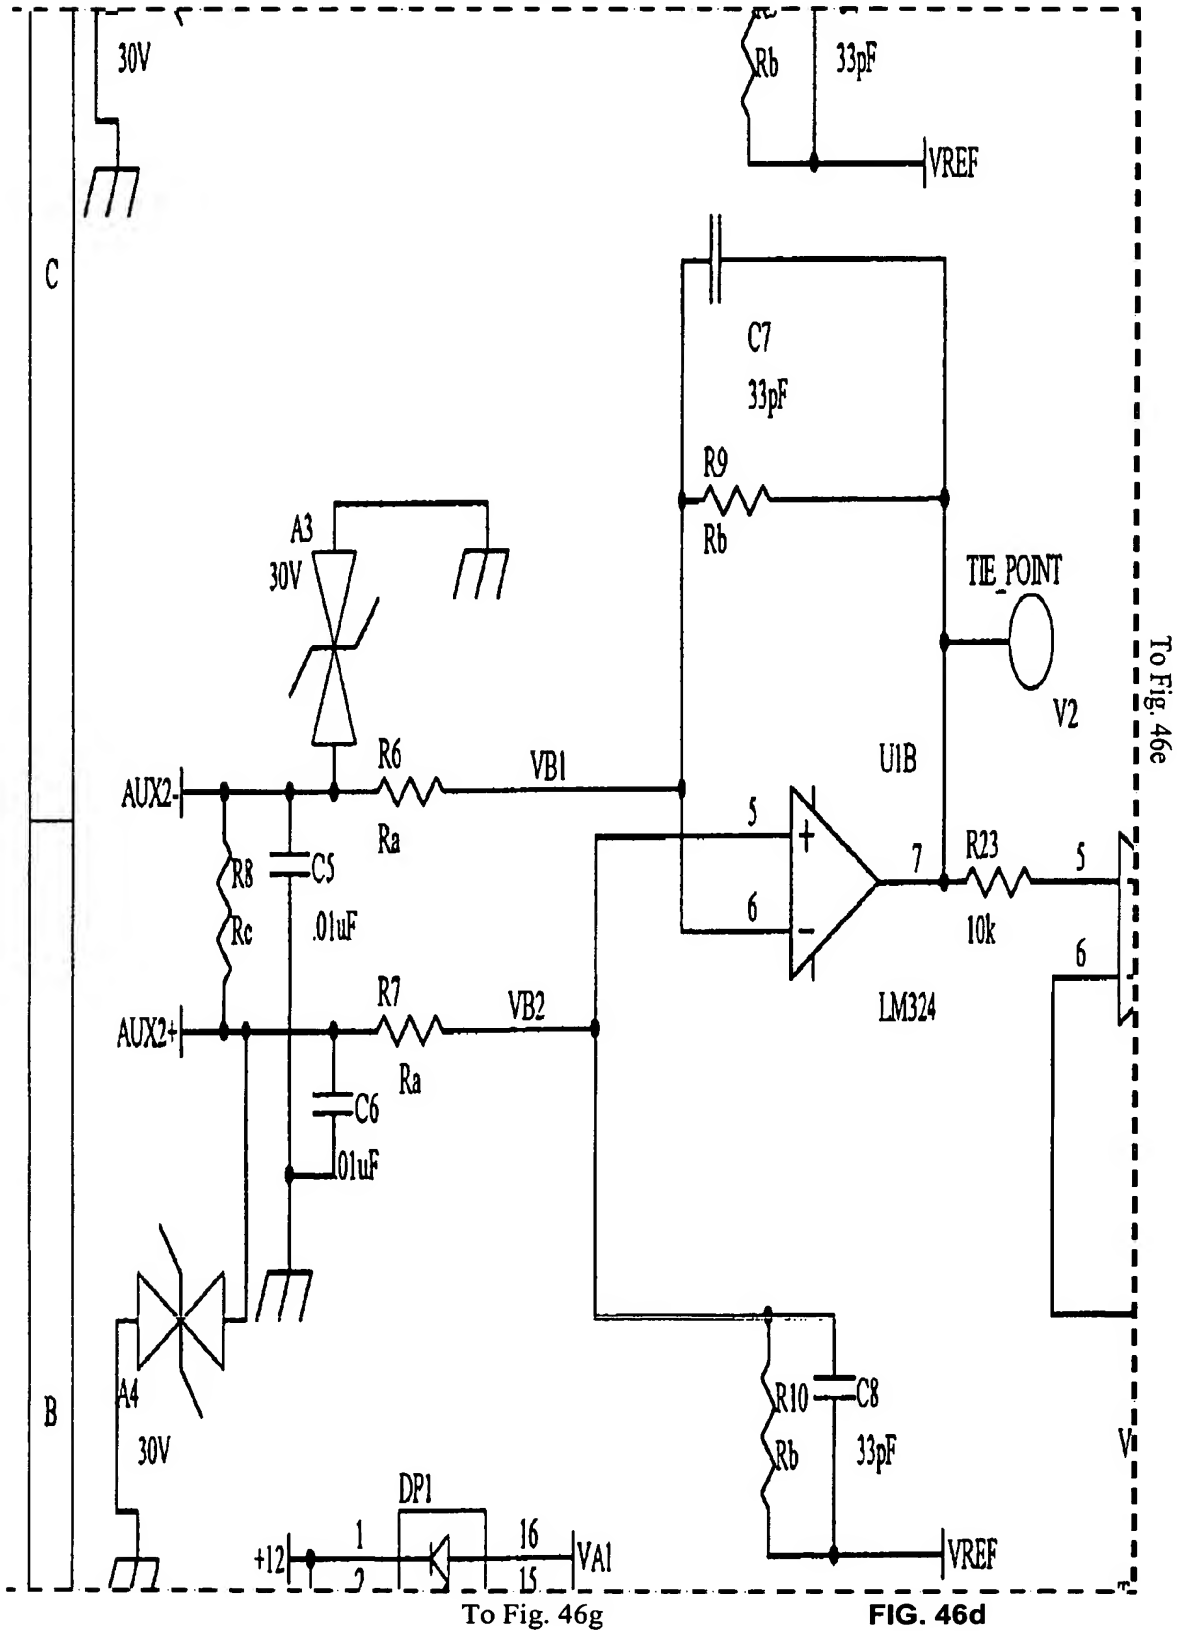 30V
Rb
33pF
VREF
C
C7
33pF
R9
Rb
A3
30V
TIE_POINT
V2
To Fig. 46e
U1B
R6
VB1
AUX2-
Ra
5
+
7
R23
5
R8
C5
Rc
.01uF
6
-
10k
6
R7
VB2
LM324
AUX2+
Ra
C6
.01uF
A4
30V
B
R10
C8
Rb
33pF
V
DP1
+12
1
16
VA1
2
15
VREF
To Fig. 46g
FIG. 46d